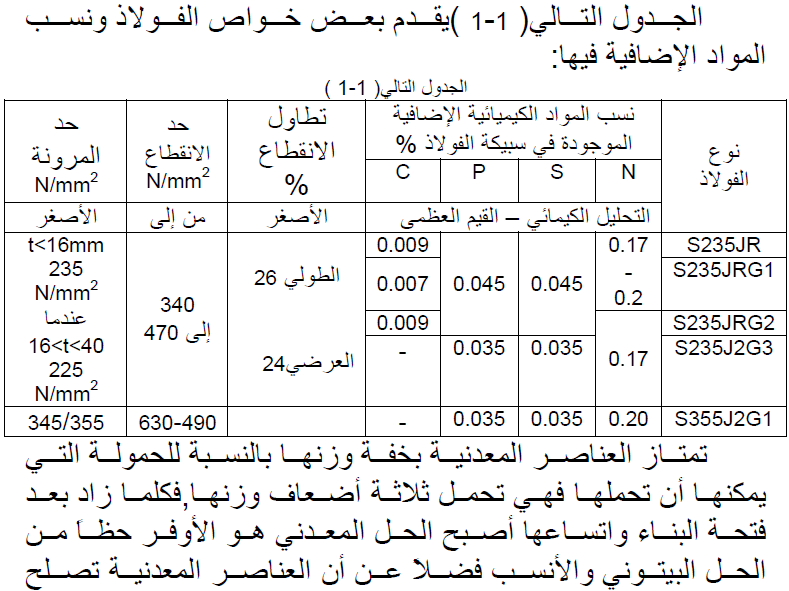 الجدول التالي( 1-1 )يقدم بعض خواص الفولاذ ونسب
المواد الإضافية فيها:
الجدول التالي( 1-1 )
نوع الفولاذ | نسب المواد الكيميائية الإضافية الموجودة في سبيكة الفولاذ % | تطاول الانقطاع % | حد الانقطاع N/mm² | حد المرونة N/mm²
N | S | P | C
التحليل الكيمائي – القيم العظمى | الأصغر | من إلى | الأصغر
S235JR | 0.17 - 0.2 | 0.045 | 0.045 | 0.009 | الطولي 26 | 340 إلى 470 | t<16mm 235 N/mm²
S235JRG1 | 0.007
S235JRG2 | 0.17 | 0.009 | عندما
S235J2G3 | 0.035 | 0.035 | - | العرضي24 | 16<t<40 225 N/mm²
S355J2G1 | 0.20 | 0.035 | 0.035 | - | 630-490 | 345/355
تمتاز العناصر المعدنية بخفة وزنها بالنسبة للحمولة التي
يمكنها أن تحملها فهي تحمل ثلاثة أضعاف وزنها,فكلما زاد بعد
فتحة البناء واتساعها أصبح الحل المعدني هو الأوفر حظاً من
الحل البيتوني والأنسب فضلا عن أن العناصر المعدنية تصلح